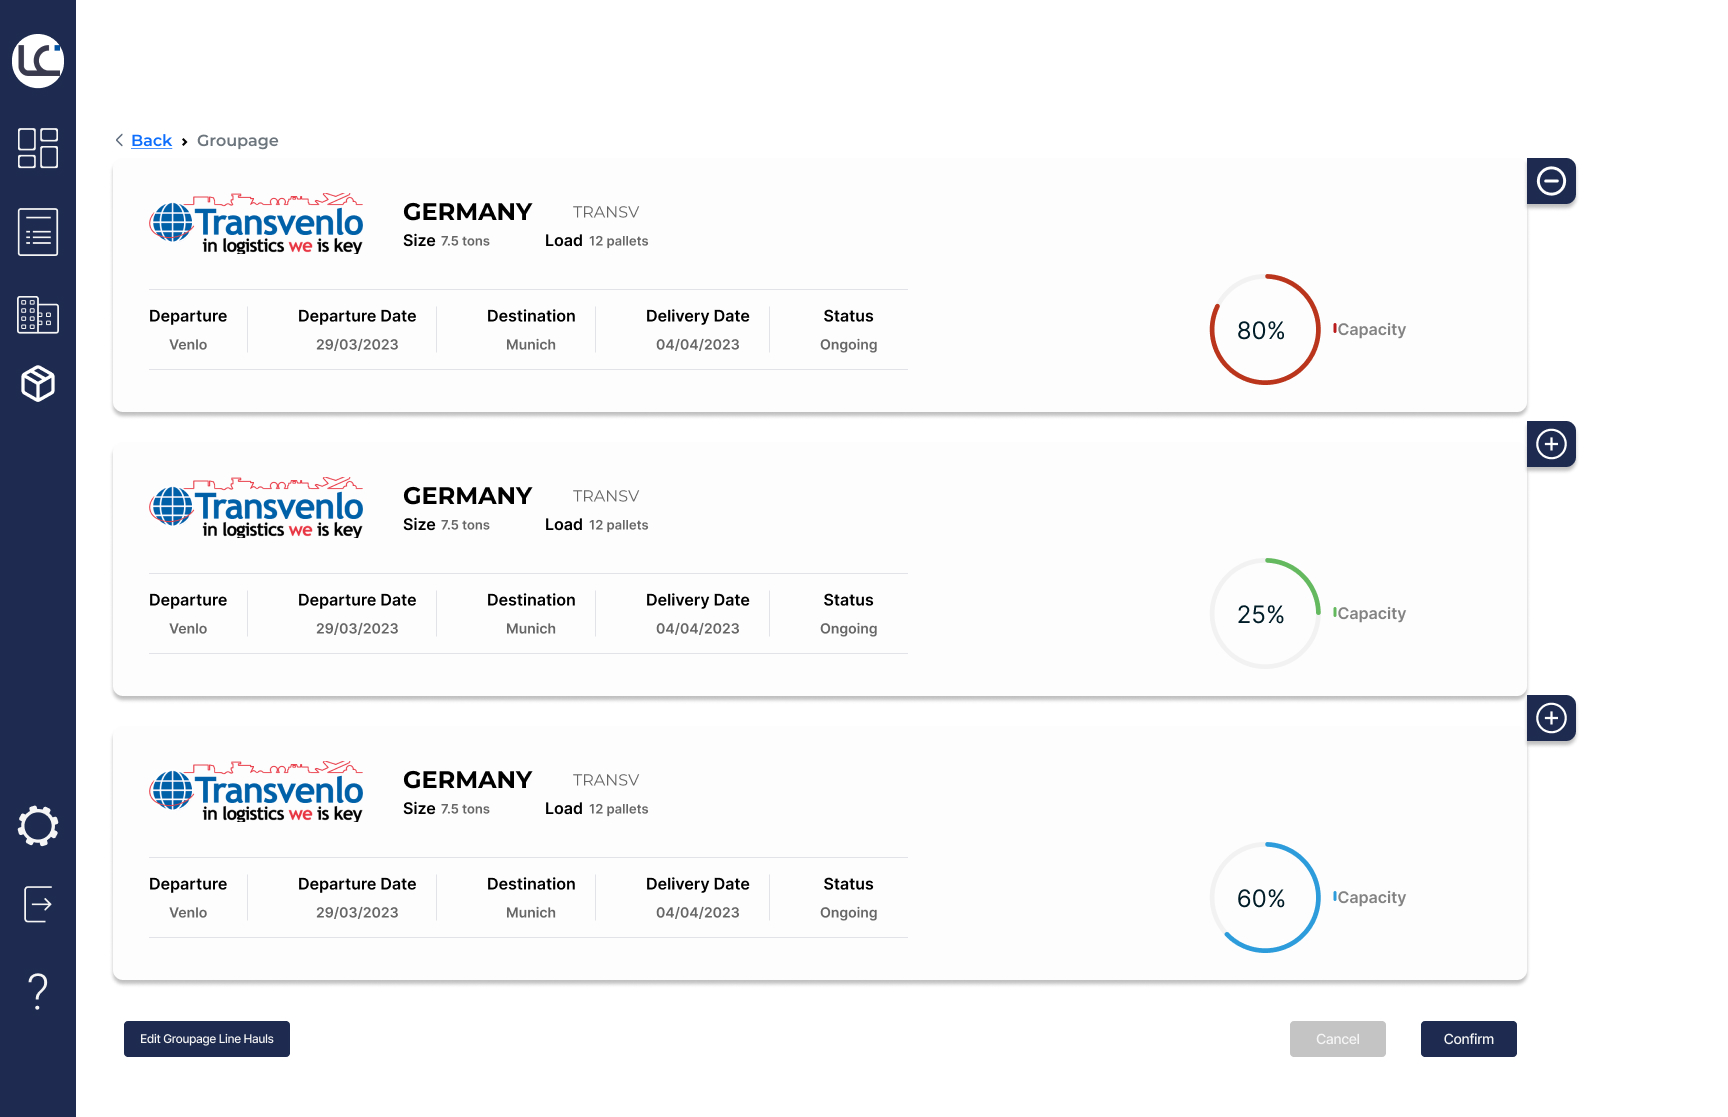 LC
Back › Groupage
Transvenlo
in logistics we is key
GERMANY TRANSV
Size 7.5 tons Load 12 pallets
Departure Departure Date Destination Delivery Date Status
Venlo 29/03/2023 Munich 04/04/2023 Ongoing
80% Capacity
Transvenlo
in logistics we is key
GERMANY TRANSV
Size 7.5 tons Load 12 pallets
Departure Departure Date Destination Delivery Date Status
Venlo 29/03/2023 Munich 04/04/2023 Ongoing
25% Capacity
Transvenlo
in logistics we is key
GERMANY TRANSV
Size 7.5 tons Load 12 pallets
Departure Departure Date Destination Delivery Date Status
Venlo 29/03/2023 Munich 04/04/2023 Ongoing
60% Capacity
?
Edit Groupage Line Hauls Cancel Confirm